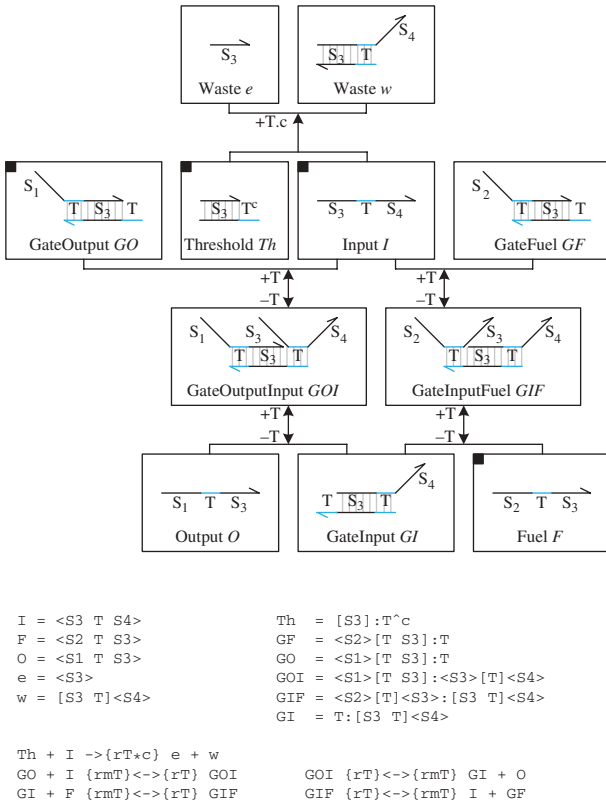 S3
Waste e
S4
S3 T
Waste w
+T.c
S1
T S3 T
GateOutput GO
S3 Tc
Threshold Th
S3 T S4
Input I
S2
T S3 T
GateFuel GF
+T
–T
+T
–T
S1 S3 S4
T S3 T
GateOutputInput GOI
S2 S3 S4
T S3 T
GateInputFuel GIF
+T
–T
+T
–T
S1 T S3
Output O
S4
T S3 T
GateInput GI
S2 T S3
Fuel F
I = <S3 T S4>
F = <S2 T S3>
O = <S1 T S3>
e = <S3>
w = [S3 T]<S4>
Th = [S3]:T^c
GF = <S2>[T S3]:T
GO = <S1>[T S3]:T
GOI = <S1>[T S3]:<S3>[T]<S4>
GIF = <S2>[T]<S3>:[S3 T]<S4>
GI = T:[S3 T]<S4>
Th + I ->{rT*c} e + w
GO + I {rmT}<->{rT} GOI
GI + F {rmT}<->{rT} GIF
GOI {rT}<->{rmT} GI + O
GIF {rT}<->{rmT} I + GF